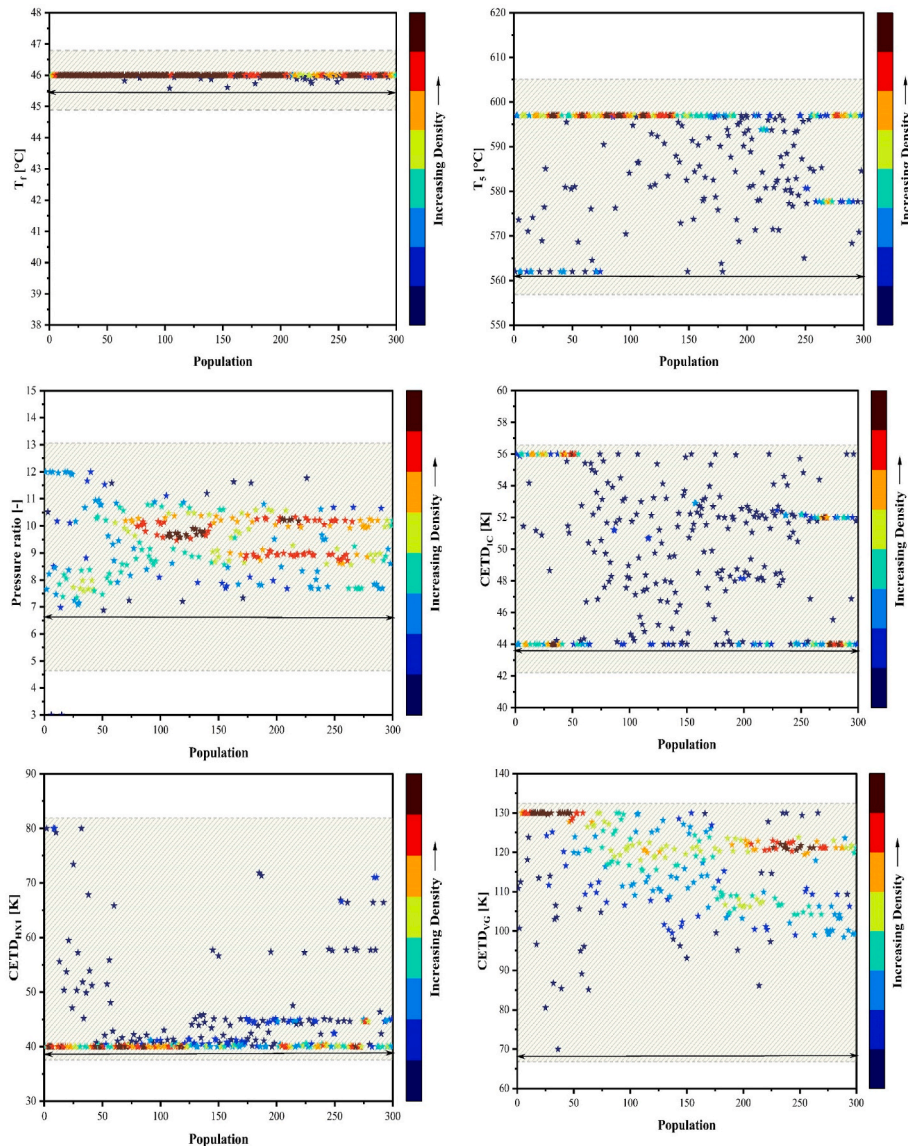 48
47
46
45
44
43
42
41
40
39
38
Tr [°C]
0 50 100 150 200 250 300
Population
Increasing Density
620
610
600
590
580
570
560
550
T5 [°C]
0 50 100 150 200 250 300
Population
Increasing Density
15
14
13
12
11
10
9
8
7
6
5
4
3
Pressure ratio [-]
0 50 100 150 200 250 300
Population
Increasing Density
60
58
56
54
52
50
48
46
44
42
40
CETDIC [K]
0 50 100 150 200 250 300
Population
Increasing Density
90
80
70
60
50
40
30
CETDHX1 [K]
0 50 100 150 200 250 300
Population
Increasing Density
140
130
120
110
100
90
80
70
60
CETDVG [K]
0 50 100 150 200 250 300
Population
Increasing Density